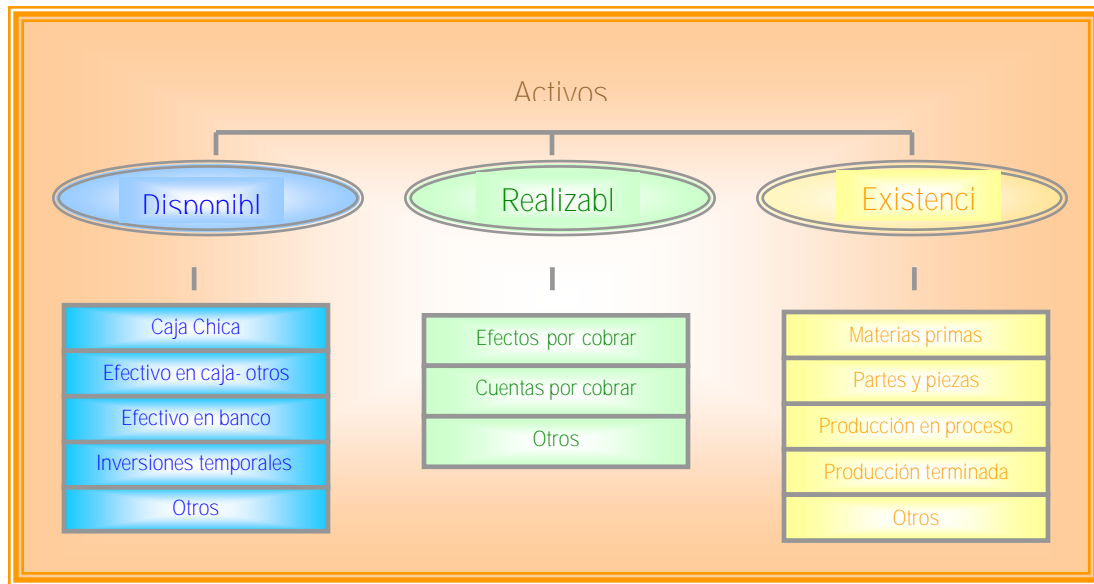 Activos
Disponibl
Realizabl
Existenci
Caja Chica
Efectivo en caja- otros
Efectivo en banco
Inversiones temporales
Otros
Efectos por cobrar
Cuentas por cobrar
Otros
Materias primas
Partes y piezas
Producción en proceso
Producción terminada
Otros